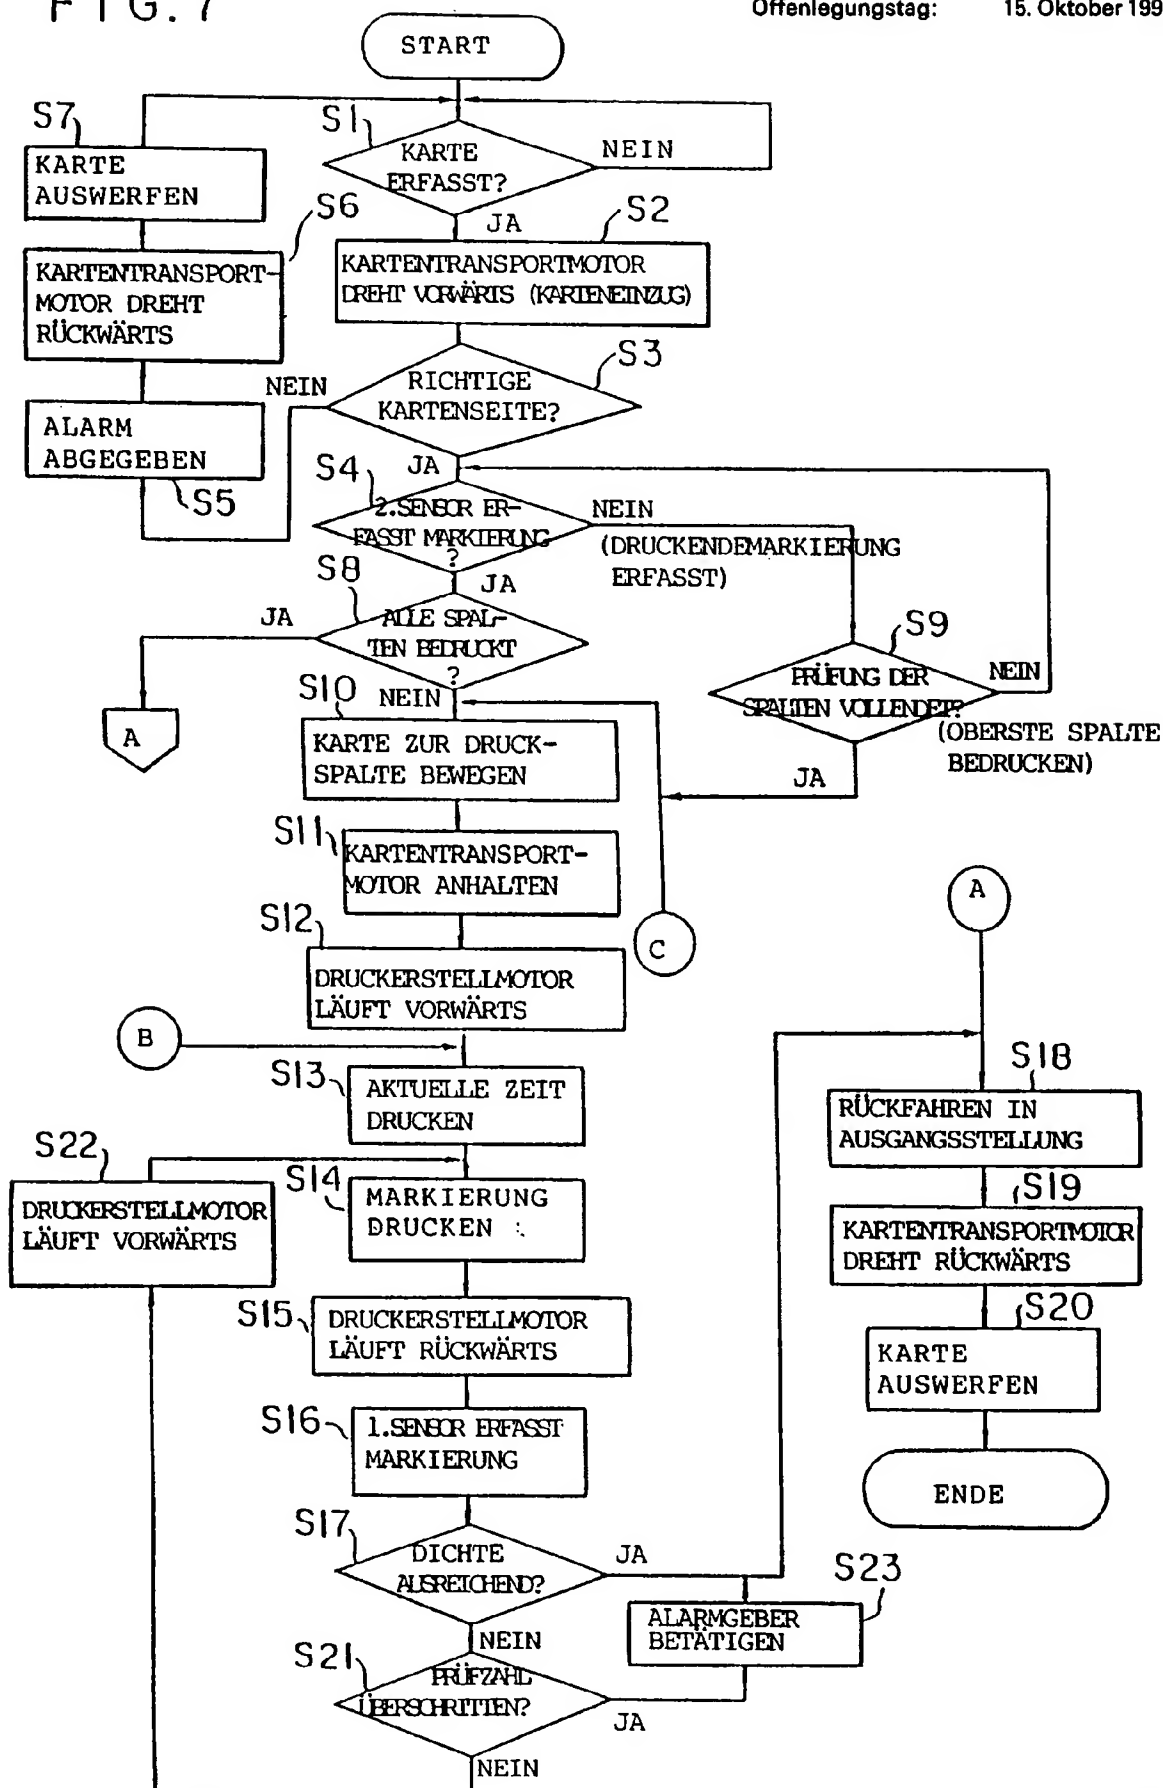 FIG. 7
Offenlegungstag: 15. Oktober 199
START
S7
S1
KARTE
ERFASST?
NEIN
KARTE
AUSWERFEN
S6
JA
S2
KARTENTRANSPORTMOTOR
DREHT VORWÄRTS (KARTENEINZUG)
KARTENTRANSPORT-
MOTOR DREHT
RÜCKWÄRTS
S3
NEIN
RICHTIGE
KARTENSEITE?
ALARM
ABGEGEBEN
S5
JA
S4
2.SENSOR ER-
FASST MARKIERUNG
?
NEIN
(DRUCKENDEMARKIERUNG
ERFASST)
S8
JA
JA
ALLE SPAL-
TEN BEDRUCKT
?
S9
PRÜFUNG DER
SPALTEN VOLLENDET?
NEIN
(OBERSTE SPALTE
BEDRUCKEN)
JA
A
S10
NEIN
KARTE ZUR DRUCK-
SPALTE BEWEGEN
S11
KARTENTRANSPORT-
MOTOR ANHALTEN
C
A
S12
DRUCKERSTELLMOTOR
LÄUFT VORWÄRTS
B
S13
AKTUELLE ZEIT
DRUCKEN
S18
RÜCKFAHREN IN
AUSGANGSSTELLUNG
S22
DRUCKERSTELLMOTOR
LÄUFT VORWÄRTS
S14
MARKIERUNG
DRUCKEN
S19
KARTENTRANSPORTMOTOR
DREHT RÜCKWÄRTS
S15
DRUCKERSTELLMOTOR
LÄUFT RÜCKWÄRTS
S20
KARTE
AUSWERFEN
S16
1.SENSOR ERFASST
MARKIERUNG
ENDE
S17
DICHTE
AUSREICHEND?
JA
S23
ALARMGEBER
BETÄTIGEN
NEIN
S21
PRÜFZAHL
ÜBERSCHRITTEN?
JA
NEIN